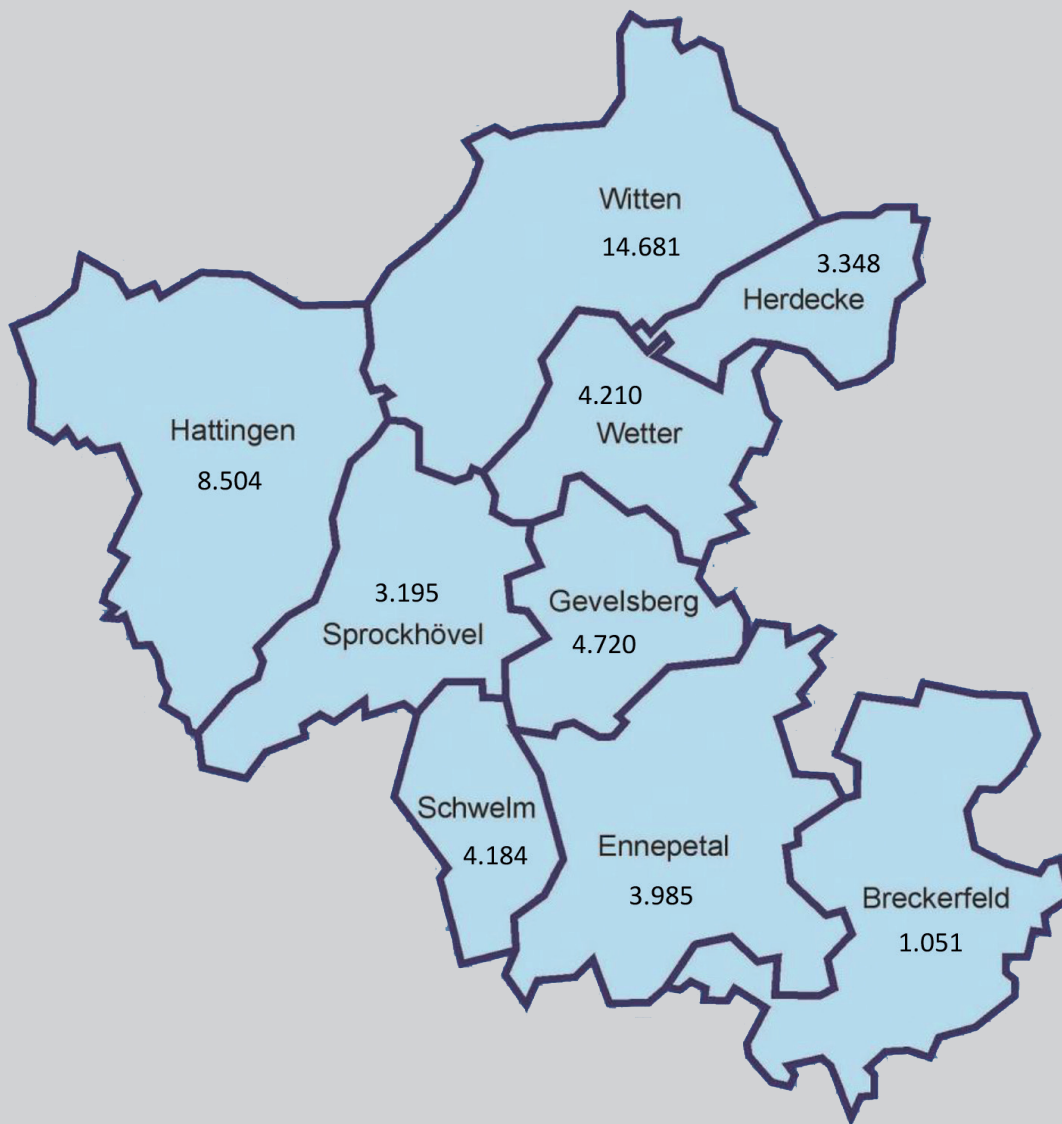 Witten
14.681
3.348
Herdecke
4.210
Wetter
Hattingen
8.504
3.195
Sprockhövel
Gevelsberg
4.720
Schwelm
4.184
Ennepetal
3.985
Breckerfeld
1.051